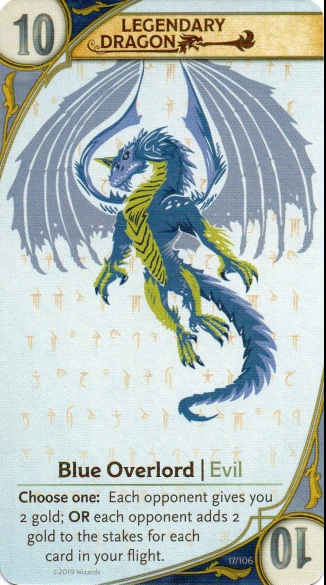 10
LEGENDARY
DRAGON
Blue Overlord | Evil
Choose one: Each opponent gives you
2 gold; OR each opponent adds 2
gold to the stakes for each
card in your flight.
17/106
©2019 Wizards
10